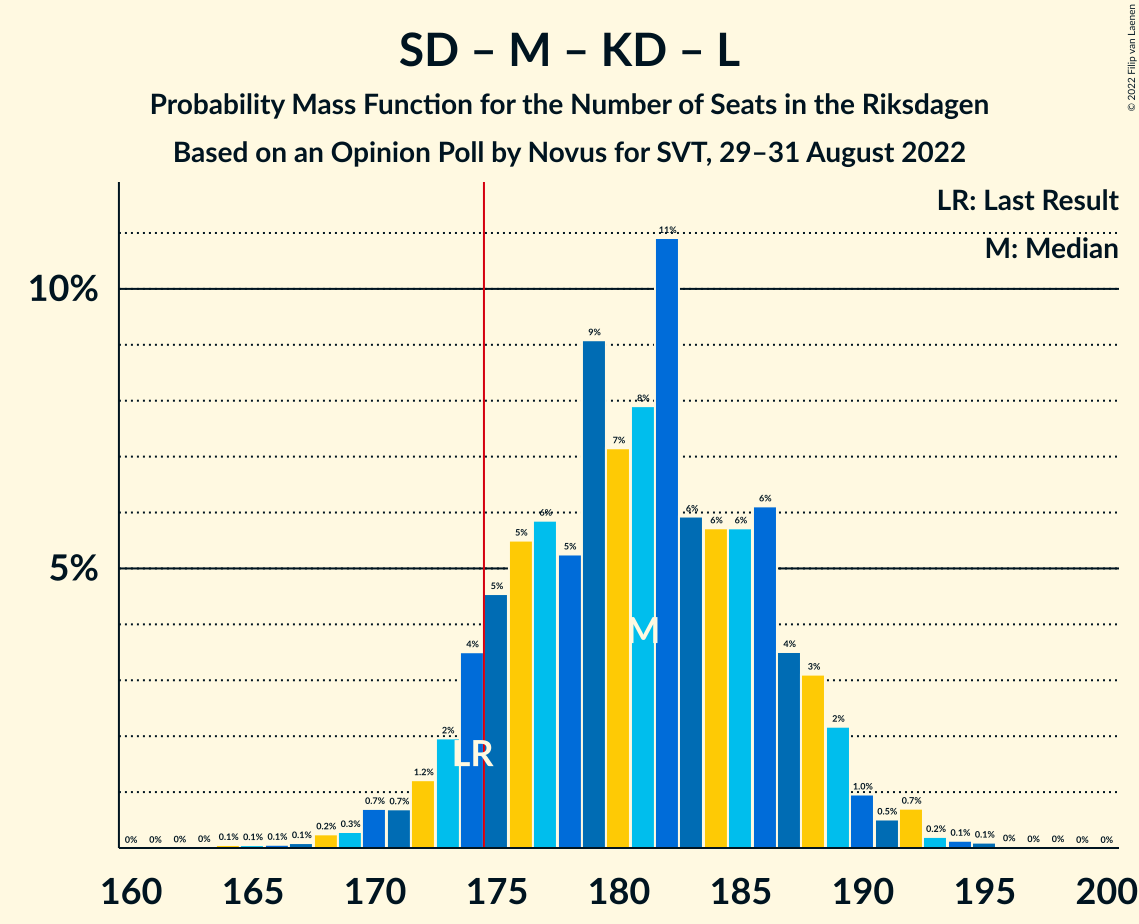 SD – M – KD – L
Probability Mass Function for the Number of Seats in the Riksdagen
Based on an Opinion Poll by Novus for SVT, 29–31 August 2022
© 2022 Filip van Laenen
LR: Last Result
M: Median
10%
5%
0% 0% 0% 0% 0.1% 0.1% 0.1% 0.1% 0.2% 0.3% 0.7% 0.7% 1.2% 2% 4% 5% 5% 6% 5% 9% 7% 8% 11% 6% 6% 6% 6% 4% 3% 2% 1.0% 0.5% 0.7% 0.2% 0.1% 0.1% 0% 0% 0% 0% 0%
M
LR
160 165 170 175 180 185 190 195 200